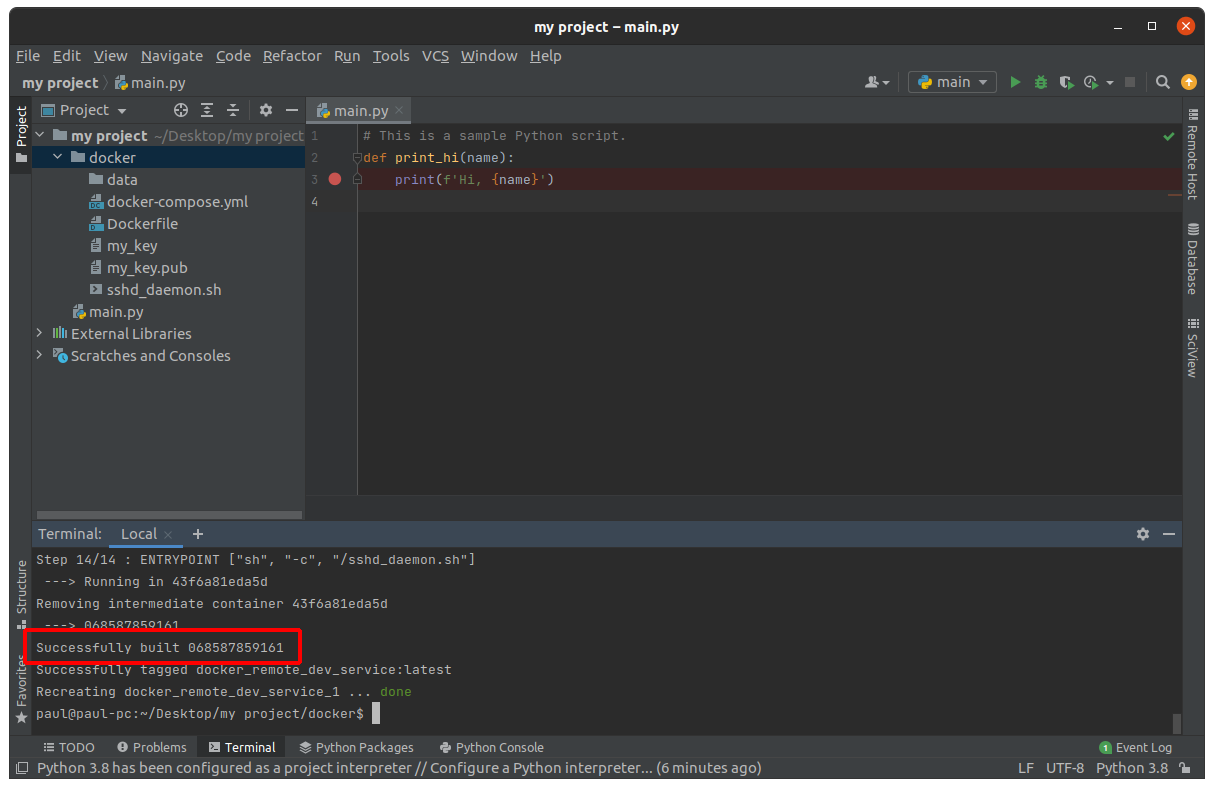 my project – main.py
File Edit View Navigate Code Refactor Run Tools VCS Window Help
my project main.py main
Project
Project
main.py
my project ~/Desktop/my project
docker
data
docker-compose.yml
Dockerfile
my_key
my_key.pub
sshd_daemon.sh
main.py
External Libraries
Scratches and Consoles
1 # This is a sample Python script.
2 def print_hi(name):
3 print(f'Hi, {name}')
4
Remote Host
Database
SciView
Structure
Favorites
Terminal: Local
Step 14/14 : ENTRYPOINT ["sh", "-c", "/sshd_daemon.sh"]
---> Running in 43f6a81eda5d
Removing intermediate container 43f6a81eda5d
---> 068587859161
Successfully built 068587859161
Successfully tagged docker_remote_dev_service:latest
Recreating docker_remote_dev_service_1 ... done
paul@paul-pc:~/Desktop/my project/docker$
TODO Problems Terminal Python Packages Python Console 1 Event Log
Python 3.8 has been configured as a project interpreter // Configure a Python interpreter... (6 minutes ago) LF UTF-8 Python 3.8